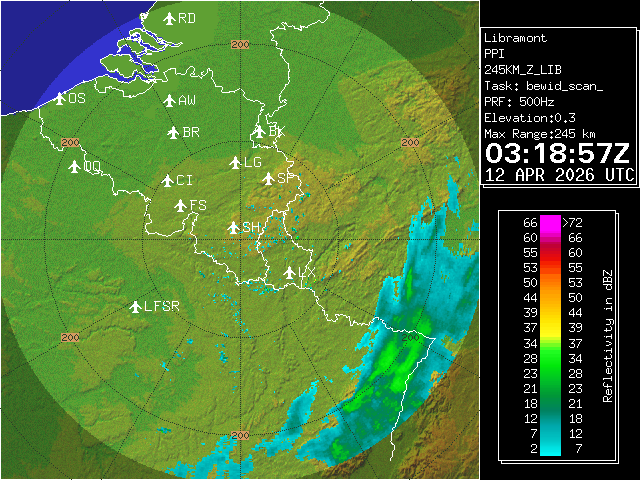 RD
200
OS
AW
BR
BK
200
200
QQ
LG
CI
SP
FS
SH
LX
LFSR
200
200
200
Libramont
PPI
245KM_Z_LIB
Task: bewid_scan_
PRF: 500Hz
Elevation:0.3
Max Range:245 km
03:18:57Z
12 APR 2026 UTC
66 >72
60 66
55 60
53 55
50 53
44 50
39 44
37 39
34 37
28 34
23 28
21 23
18 21
12 18
7 12
2 7
Reflectivity in dBZ